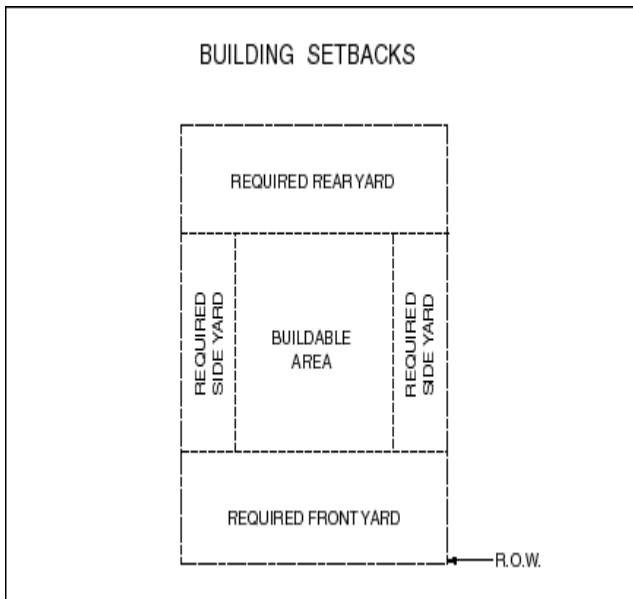 BUILDING SETBACKS
REQUIRED REAR YARD
REQUIRED
SIDE YARD
BUILDABLE
AREA
REQUIRED
SIDE YARD
REQUIRED FRONT YARD
R.O.W.